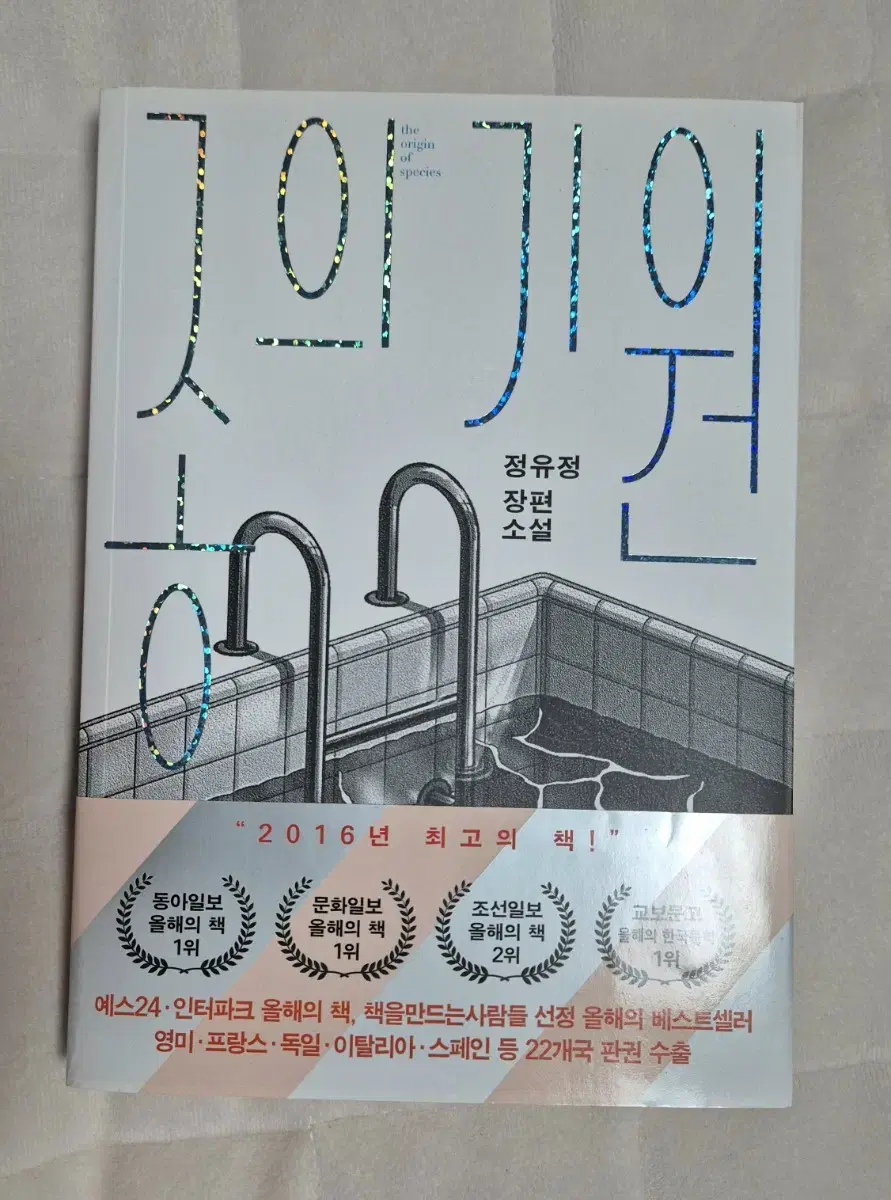 종의기원
the
origin
of
species
정유정
장편
소설
“2016년 최고의 책!”
동아일보
올해의 책
1위
문화일보
올해의 책
1위
조선일보
올해의 책
2위
교보문고
올해의
1위
예스24·인터파크 올해의 책, 책을만드는사람들 선정 올해의 베스트셀러
영미·프랑스·독일·이탈리아·스페인 등 22개국 판권 수출